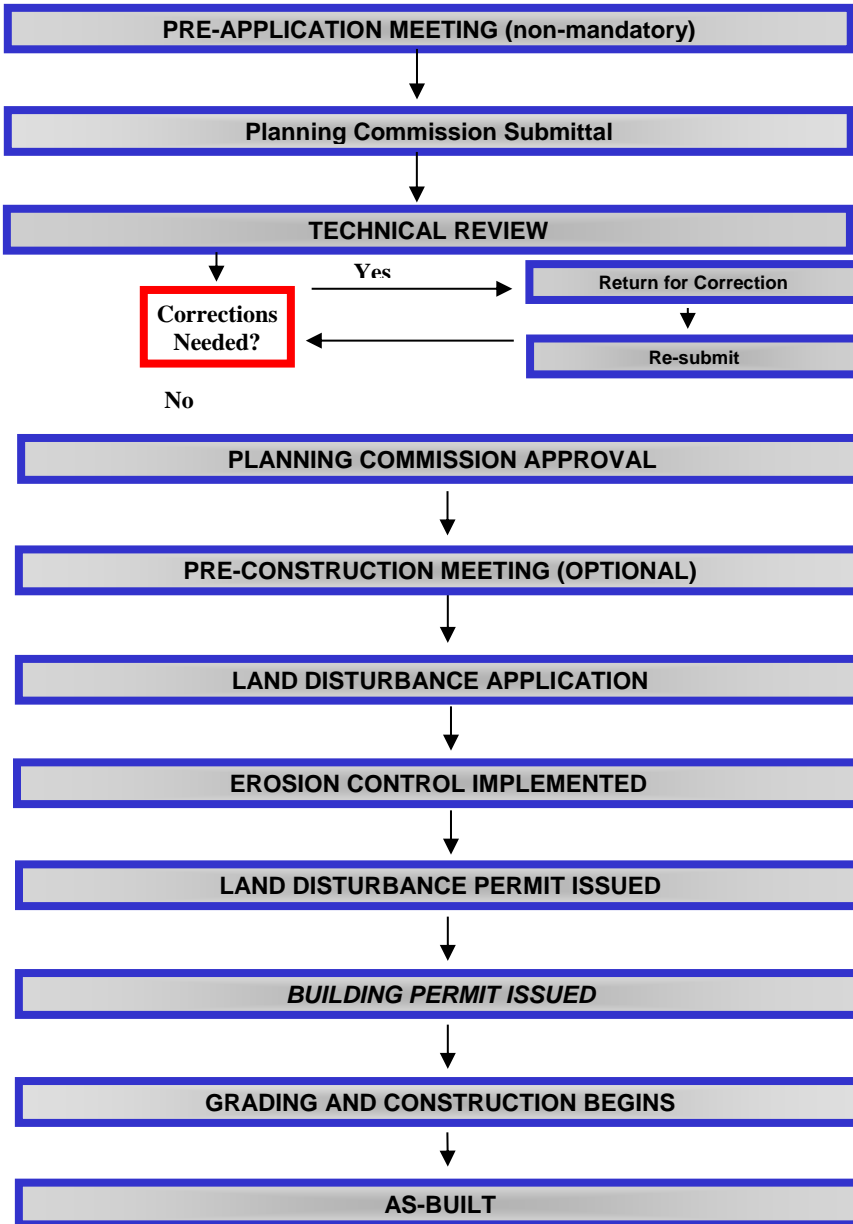 PRE-APPLICATION MEETING (non-mandatory)
Planning Commission Submittal
TECHNICAL REVIEW
Yes
Return for Correction
Corrections
Needed?
Re-submit
No
PLANNING COMMISSION APPROVAL
PRE-CONSTRUCTION MEETING (OPTIONAL)
LAND DISTURBANCE APPLICATION
EROSION CONTROL IMPLEMENTED
LAND DISTURBANCE PERMIT ISSUED
BUILDING PERMIT ISSUED
GRADING AND CONSTRUCTION BEGINS
AS-BUILT